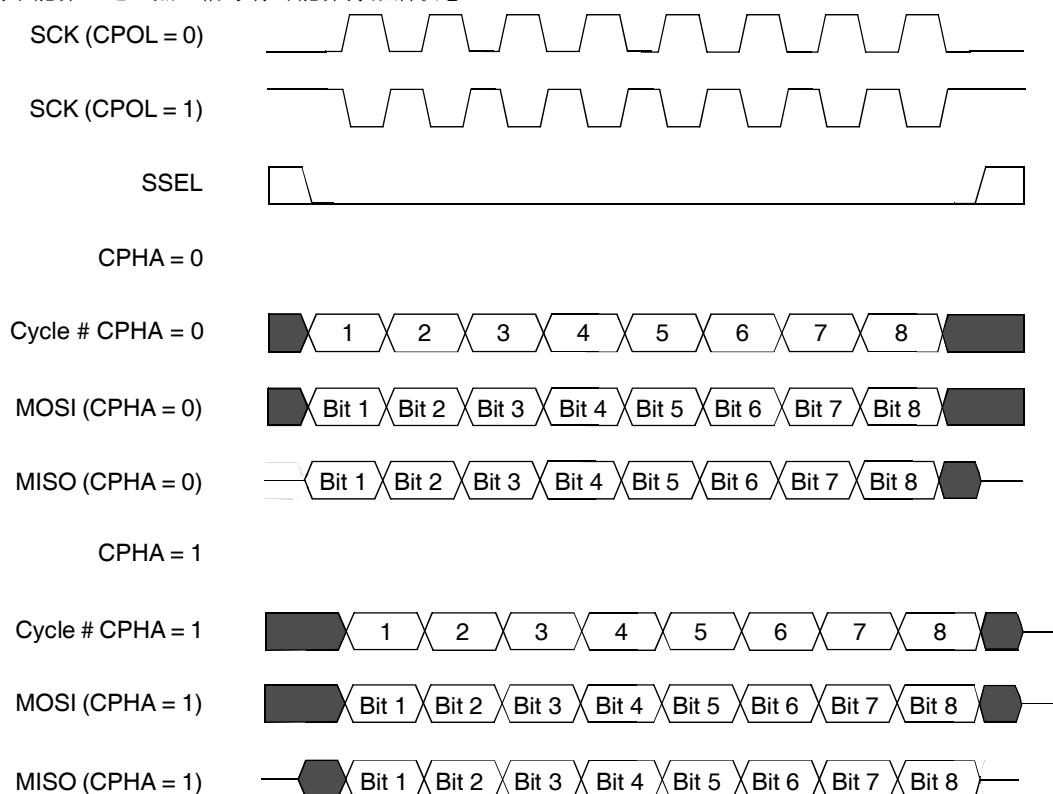 SCK (CPOL = 0)
SCK (CPOL = 1)
SSEL
CPHA = 0
Cycle # CPHA = 0 1 2 3 4 5 6 7 8
MOSI (CPHA = 0) Bit 1 Bit 2 Bit 3 Bit 4 Bit 5 Bit 6 Bit 7 Bit 8
MISO (CPHA = 0) Bit 1 Bit 2 Bit 3 Bit 4 Bit 5 Bit 6 Bit 7 Bit 8
CPHA = 1
Cycle # CPHA = 1 1 2 3 4 5 6 7 8
MOSI (CPHA = 1) Bit 1 Bit 2 Bit 3 Bit 4 Bit 5 Bit 6 Bit 7 Bit 8
MISO (CPHA = 1) Bit 1 Bit 2 Bit 3 Bit 4 Bit 5 Bit 6 Bit 7 Bit 8